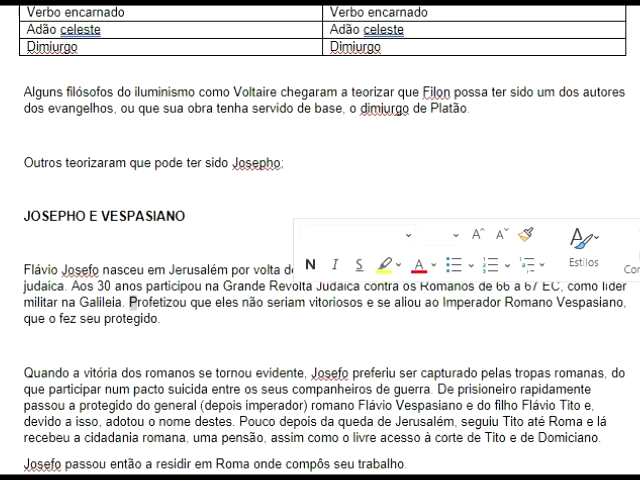 Verbo encarnado Verbo encarnado
Adão celeste Adão celeste
Dimiurgo Dimiurgo
Alguns filósofos do iluminismo como Voltaire chegaram a teorizar que Filon possa ter sido um dos autores
dos evangelhos, ou que sua obra tenha servido de base, o dimiurgo de Platão.
Outros teorizaram que pode ter sido Josepho;
JOSEPHO E VESPASIANO
N I S A Estilos
Flávio Josefo nasceu em Jerusalém por volta
judaica. Aos 30 anos participou na Grande Revolta Judaica contra os Romanos de 66 a 67 EC, como líder
militar na Galileia. Profetizou que eles não seriam vitoriosos e se aliou ao Imperador Romano Vespasiano,
que o fez seu protegido.
Quando a vitória dos romanos se tornou evidente, Josefo preferiu ser capturado pelas tropas romanas, do
que participar num pacto suicida entre os seus companheiros de guerra. De prisioneiro rapidamente
passou a protegido do general (depois imperador) romano Flávio Vespasiano e do filho Flávio Tito e,
devido a isso, adotou o nome destes. Pouco depois da queda de Jerusalém, seguiu Tito até Roma e lá
recebeu a cidadania romana, uma pensão, assim como o livre acesso à corte de Tito e de Domiciano.
Josefo passou então a residir em Roma onde compôs seu trabalho.